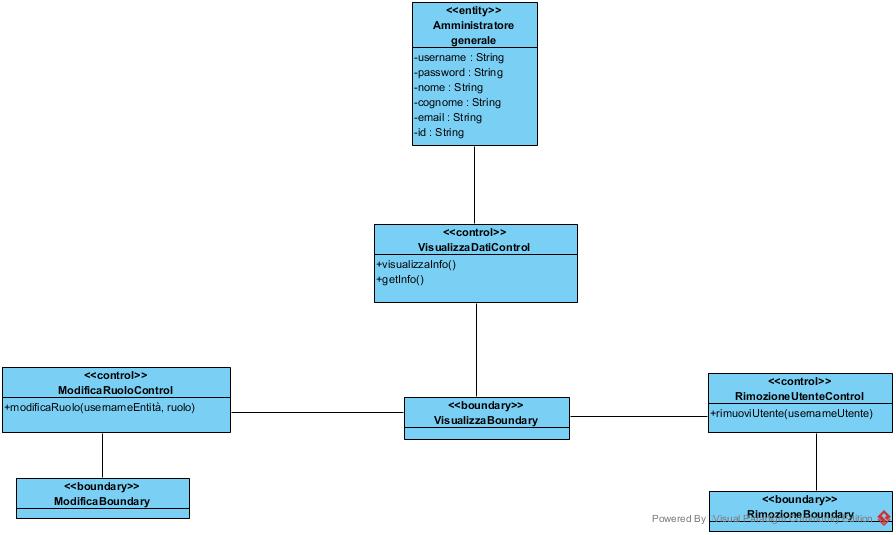 <<entity>>
Amministratore
generale
-username : String
-password : String
-nome : String
-cognome : String
-email : String
-id : String
<<control>>
VisualizzaDatiControl
+visualizzaInfo()
+getInfo()
<<control>>
ModificaRuoloControl
+modificaRuolo(usernameEntità, ruolo)
<<boundary>>
VisualizzaBoundary
<<control>>
RimozioneUtenteControl
+rimuoviUtente(usernameUtente)
<<boundary>>
ModificaBoundary
<<boundary>>
RimozioneBoundary
Powered By Visual Paradigm Community Edition